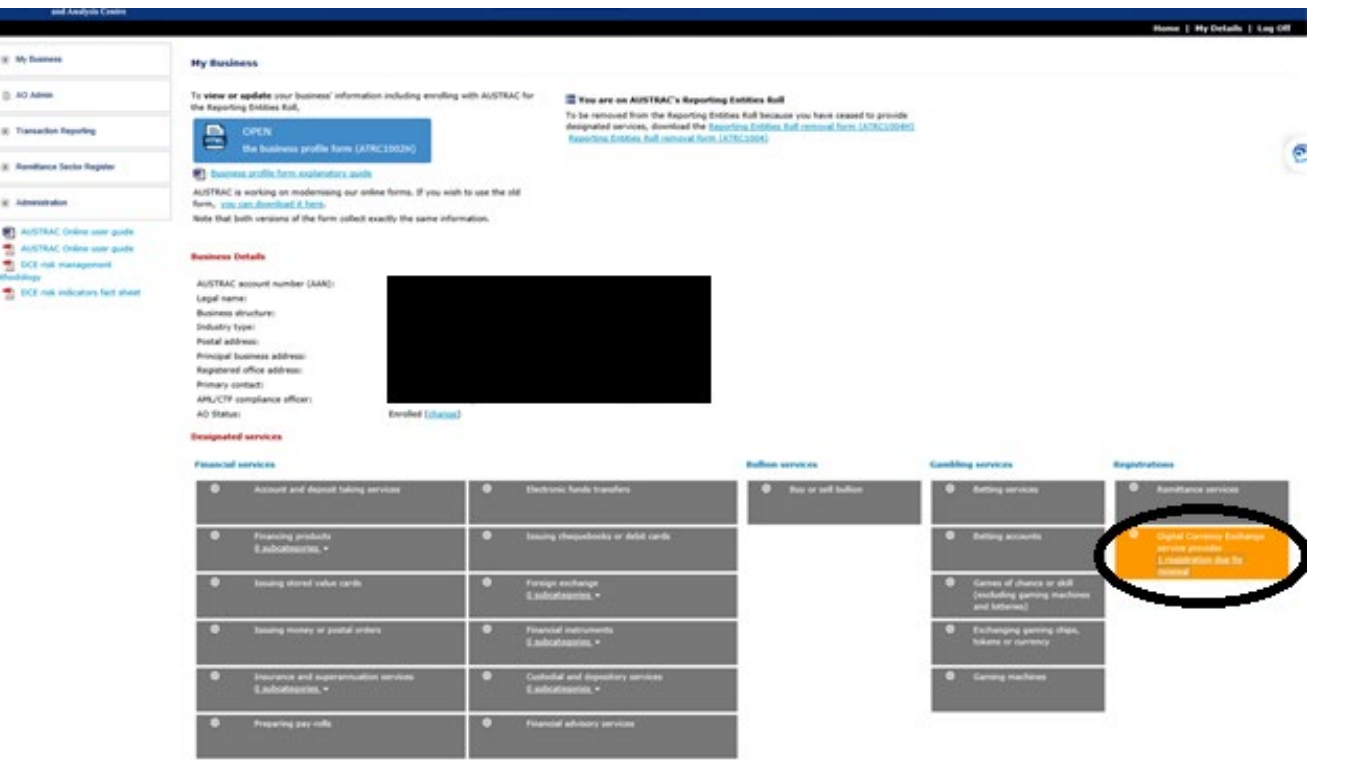 and Analysis Centre
Home | My Details | Log Off
My Business
AO Admin
Transaction Reporting
Remittance Sector Register
Administration
AUSTRAC Online user guide
AUSTRAC Online user guide
DCE risk management
thodology
DCE risk indicators fact sheet
My Business
To view or update your business' information including enrolling with AUSTRAC for
the Reporting Entities Roll,
OPEN
the business profile form (ATRC1002H)
Business profile form explanatory guide
AUSTRAC is working on modernising our online forms. If you wish to use the old
form, you can download it here.
Note that both versions of the form collect exactly the same information.
You are on AUSTRAC's Reporting Entities Roll
To be removed from the Reporting Entities Roll because you have ceased to provide
designated services, download the Reporting Entities Roll removal form (ATRC1004H)
Reporting Entities Roll removal form (ATRC1004)
Business Details
AUSTRAC account number (AAN):
Legal name:
Business structure:
Industry type:
Postal address:
Principal business address:
Registered office address:
Primary contact:
AML/CTF compliance officer:
AO Status: Enrolled (change)
Designated services
Financial services
Account and deposit taking services
Financing products
0 subcategories.
Issuing stored value cards
Issuing money or postal orders
Insurance and superannuation services
0 subcategories.
Preparing pay-rolls
Electronic funds transfers
Issuing chequebooks or debit cards
Foreign exchange
0 subcategories.
Financial instruments
0 subcategories.
Custodial and depository services
0 subcategories.
Financial advisory services
Bullion services
Buy or sell bullion
Gambling services
Betting services
Betting accounts
Games of chance or skill
(excluding gaming machines
and lotteries)
Exchanging gaming chips,
tokens or currency
Gaming machines
Registrations
Remittance services
Digital Currency Exchange
service provider
1 registration due for
renewal